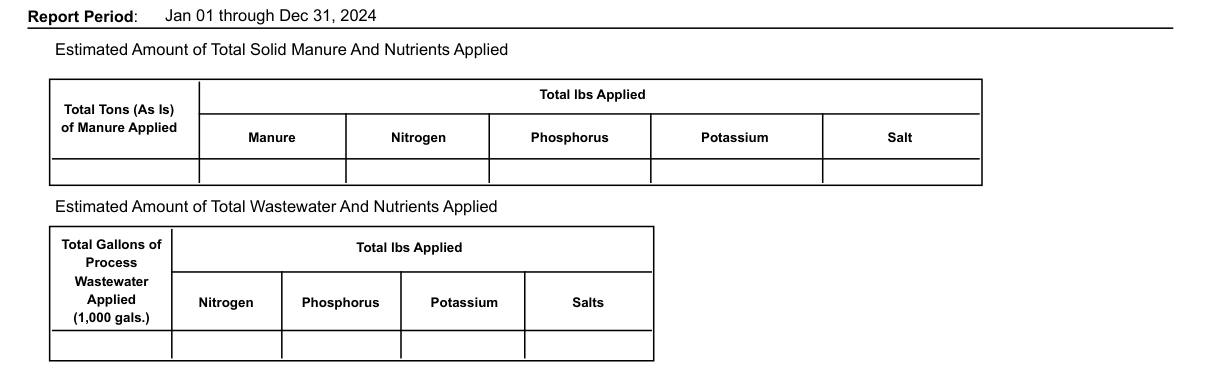 Report Period: Jan 01 through Dec 31, 2024
Estimated Amount of Total Solid Manure And Nutrients Applied
Total Tons (As Is)
of Manure Applied
Total lbs Applied
Manure
Nitrogen
Phosphorus
Potassium
Salt
Estimated Amount of Total Wastewater And Nutrients Applied
Total Gallons of
Process
Wastewater
Applied
(1,000 gals.)
Total lbs Applied
Nitrogen
Phosphorus
Potassium
Salts